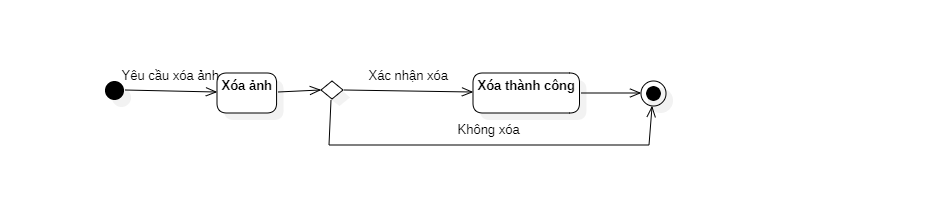 Yêu cầu xóa ảnh
Xóa ảnh
Xác nhận xóa
Xóa thành công
Không xóa